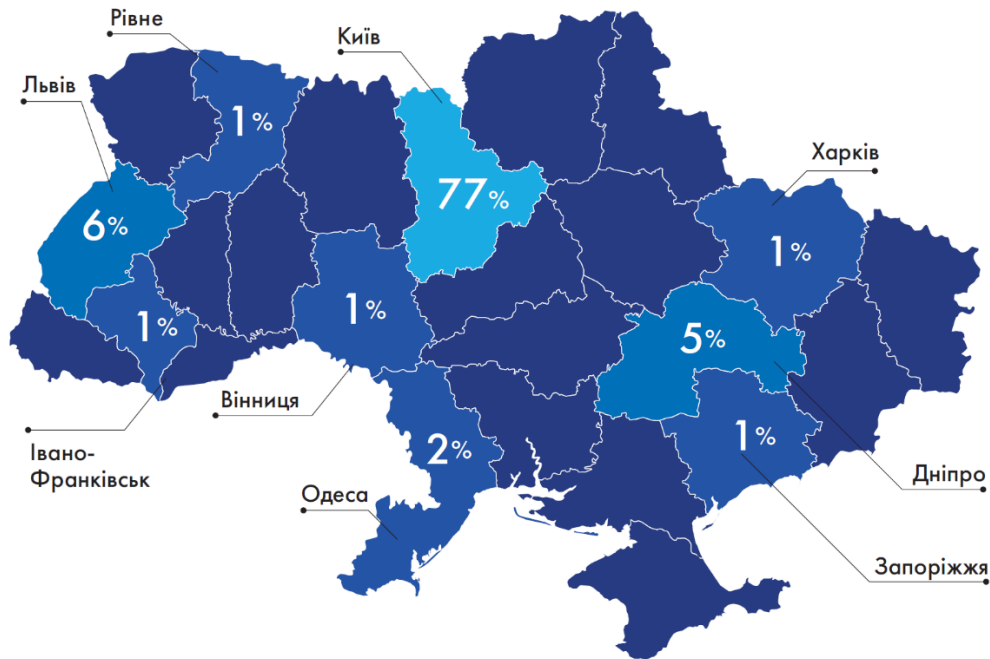 Рівне
Київ
Львів
1%
Харків
77%
6%
1%
1%
1%
5%
Вінниця
2%
1%
Івано-
Франківськ
Дніпро
Одеса
Запоріжжя